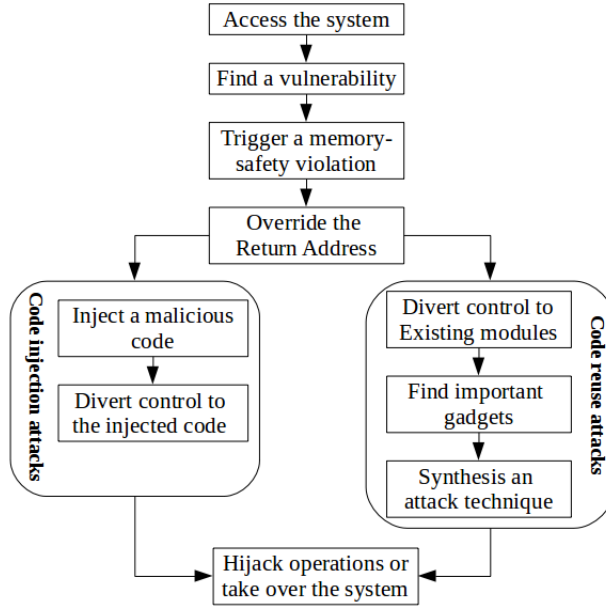 Access the system
Find a vulnerability
Trigger a memory-
safety violation
Override the
Return Address
Code injection attacks
Inject a malicious
code
Divert control to
the injected code
Divert control to
Existing modules
Find important
gadgets
Synthesis an
attack technique
Code reuse attacks
Hijack operations or
take over the system